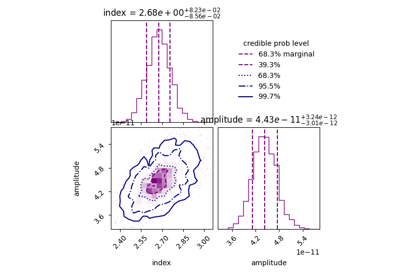 index = 2.68e+00 +8.23e-02 -8.56e-02
credible prob level
68.3% marginal
39.3%
68.3%
95.5%
99.7%
1e-11
amplitude = 4.43e-11 +3.24e-12 -3.01e-12
amplitude
5.4
4.8
4.2
3.6
2.40 2.55 2.70 2.85 3.00
3.6 4.2 4.8 5.4
1e-11
index
amplitude